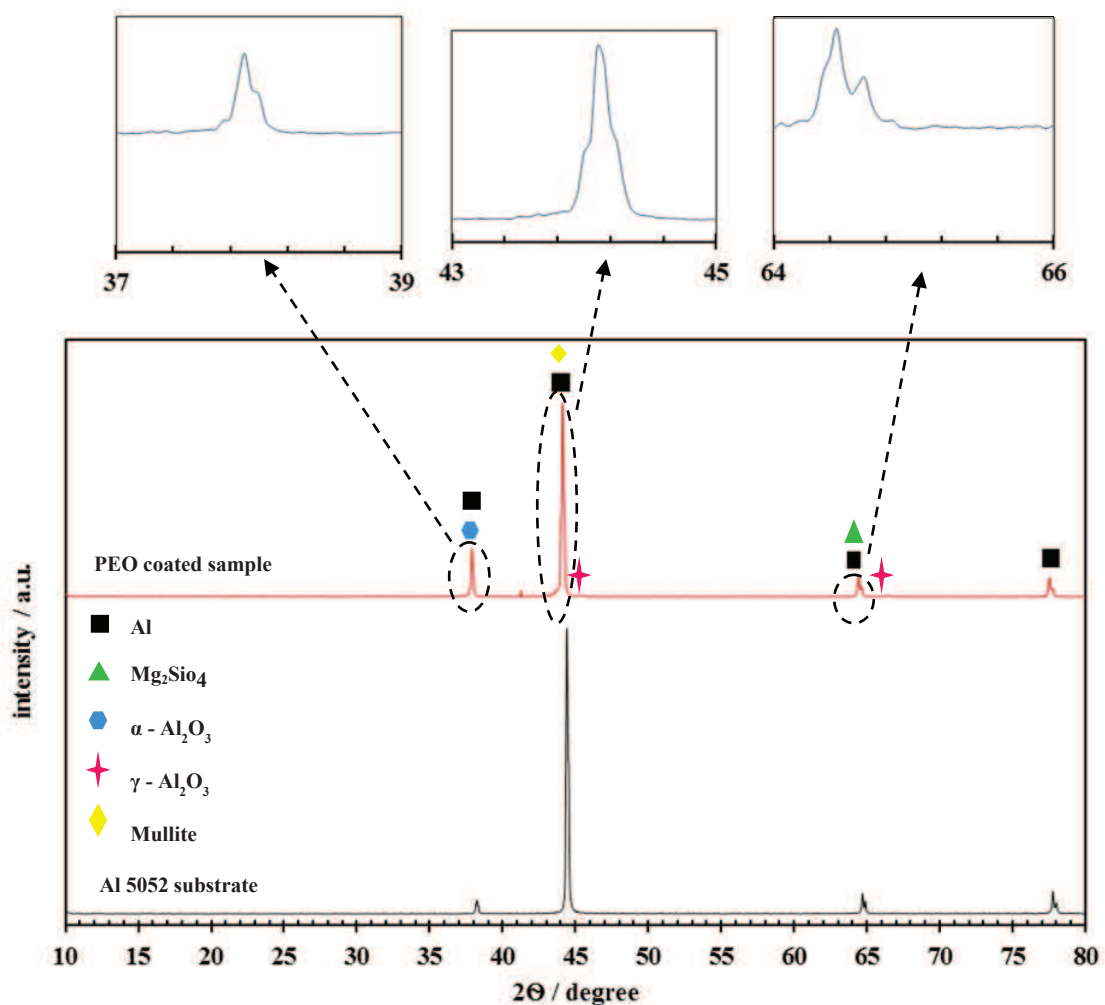 37 39
43 45
64 66
PEO coated sample
Al
Mg₂Sio₄
α - Al₂O₃
γ - Al₂O₃
Mullite
Al 5052 substrate
intensity / a.u.
10 15 20 25 30 35 40 45 50 55 60 65 70 75 80
2Θ / degree